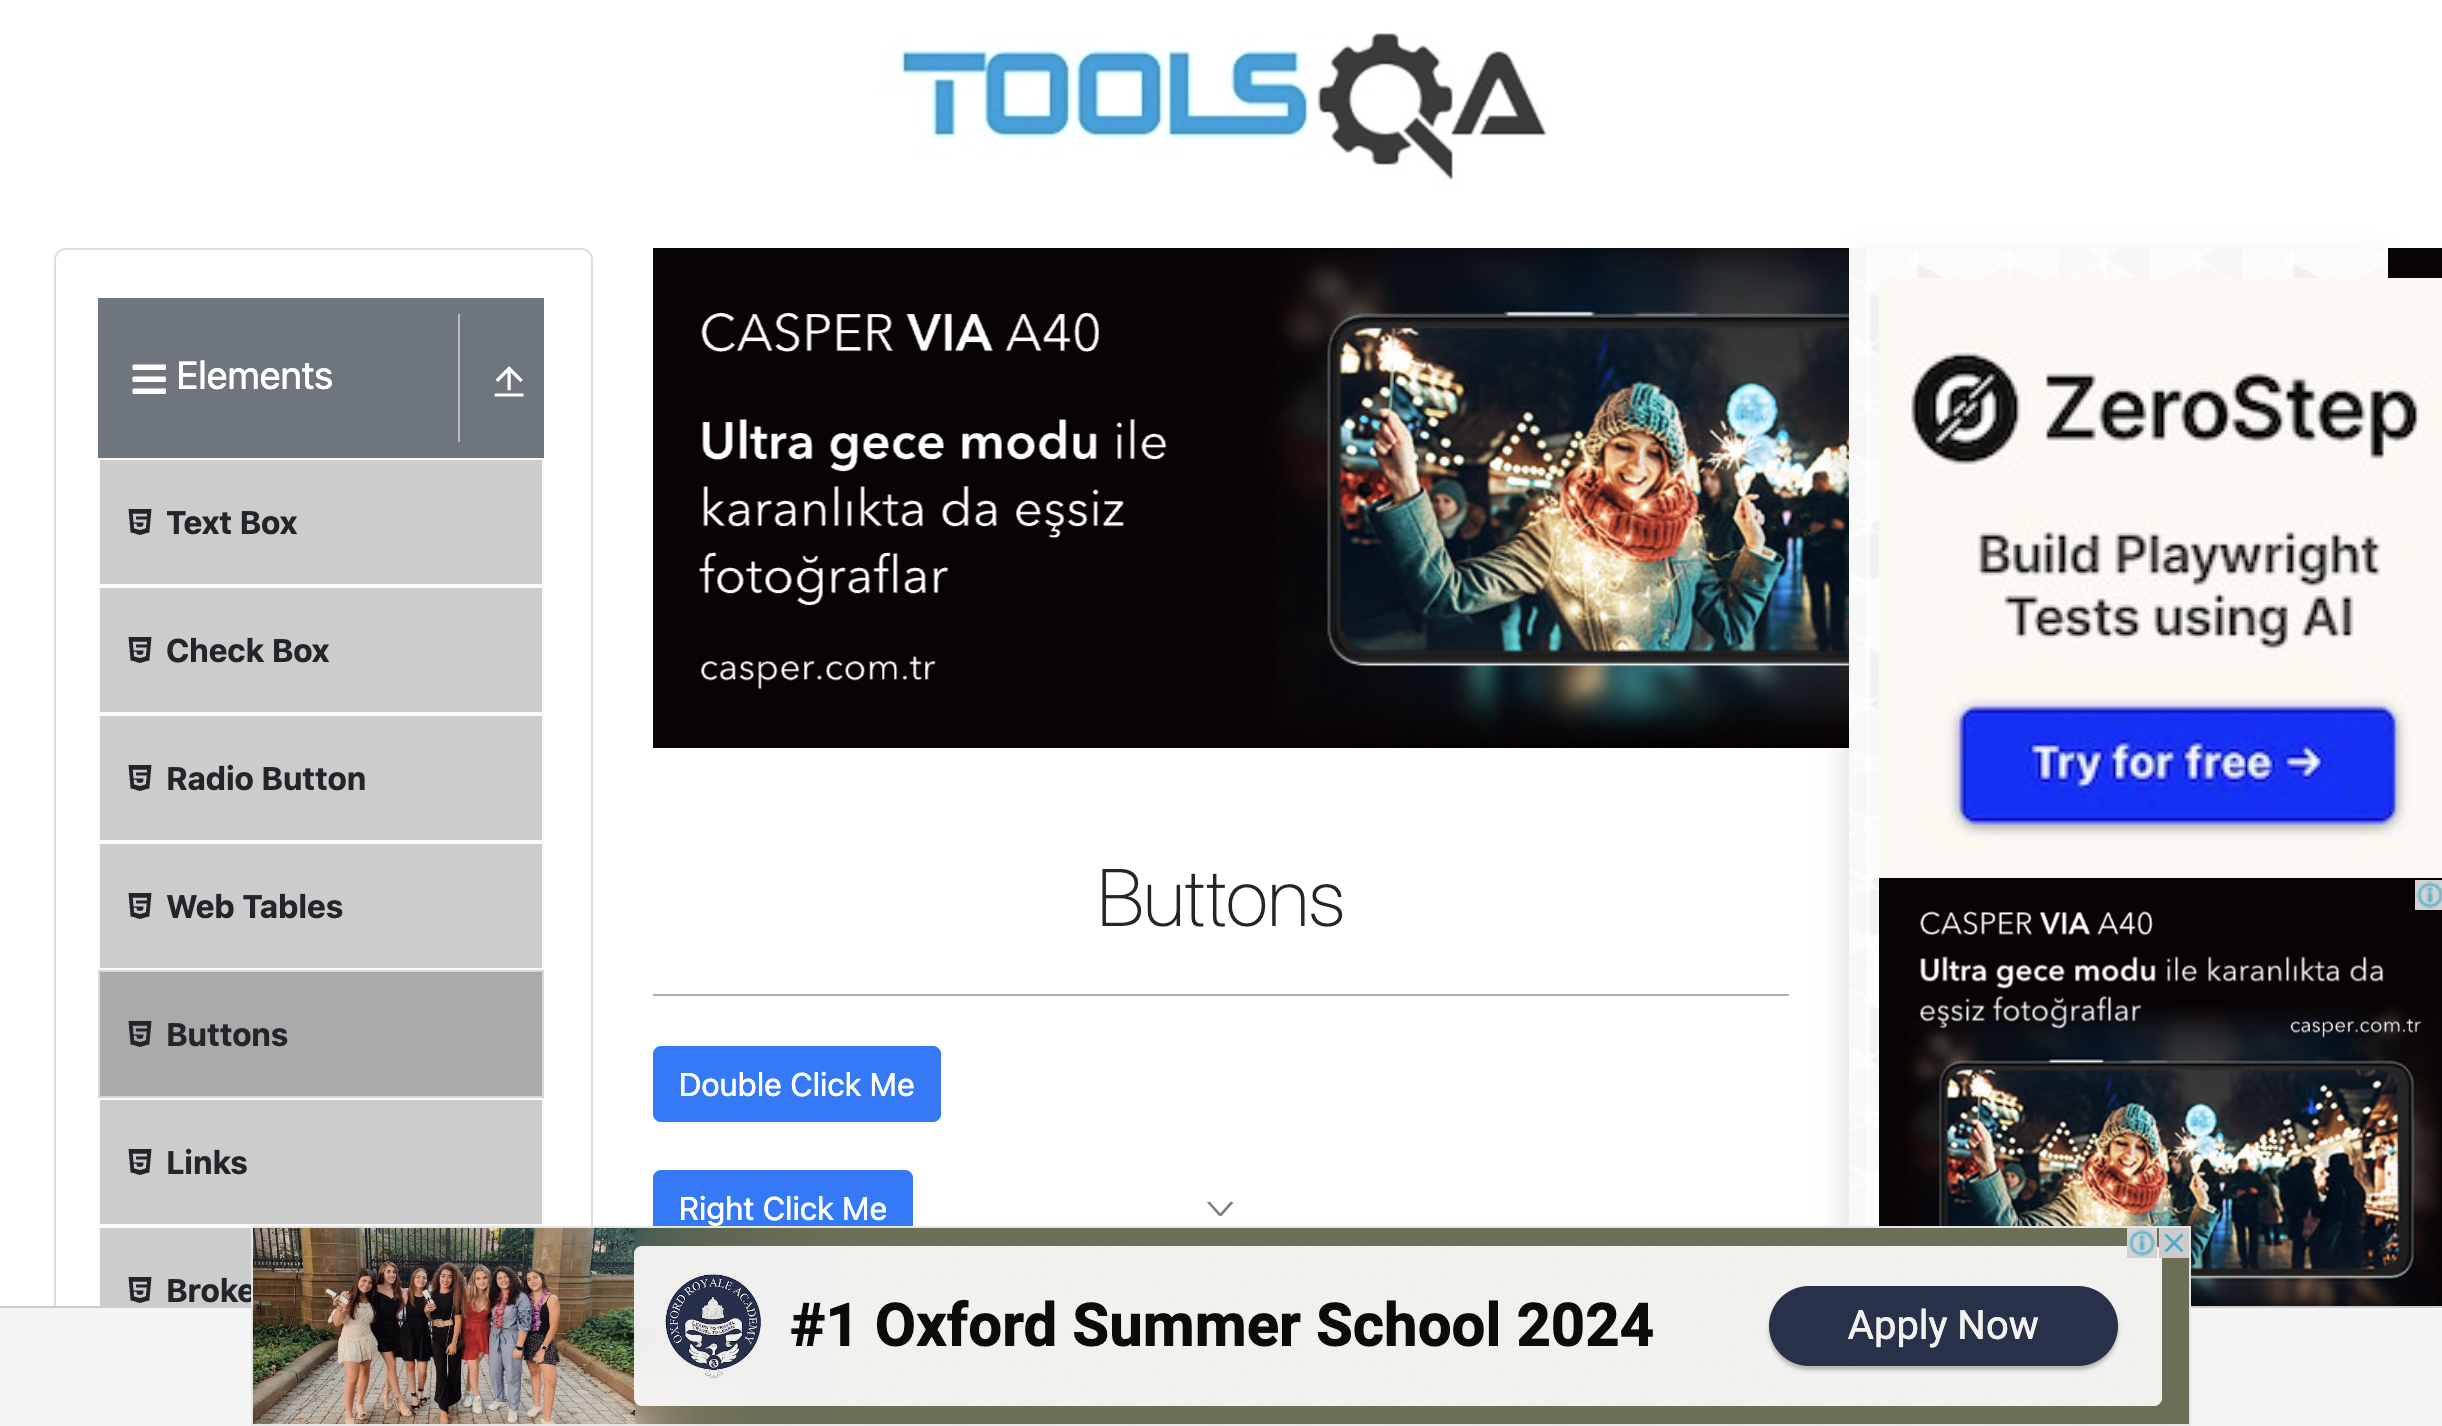 TOOLSQA
Elements
Text Box
Check Box
Radio Button
Web Tables
Buttons
Links
Broke
CASPER VIA A40
Ultra gece modu ile
karanlıkta da eşsiz
fotoğraflar
casper.com.tr
Buttons
Double Click Me
Right Click Me
ZeroStep
Build Playwright
Tests using AI
Try for free →
CASPER VIA A40
Ultra gece modu ile karanlıkta da
eşsiz fotoğraflar
casper.com.tr
OXFORD ROYALE ACADEMY
#1 Oxford Summer School 2024
Apply Now